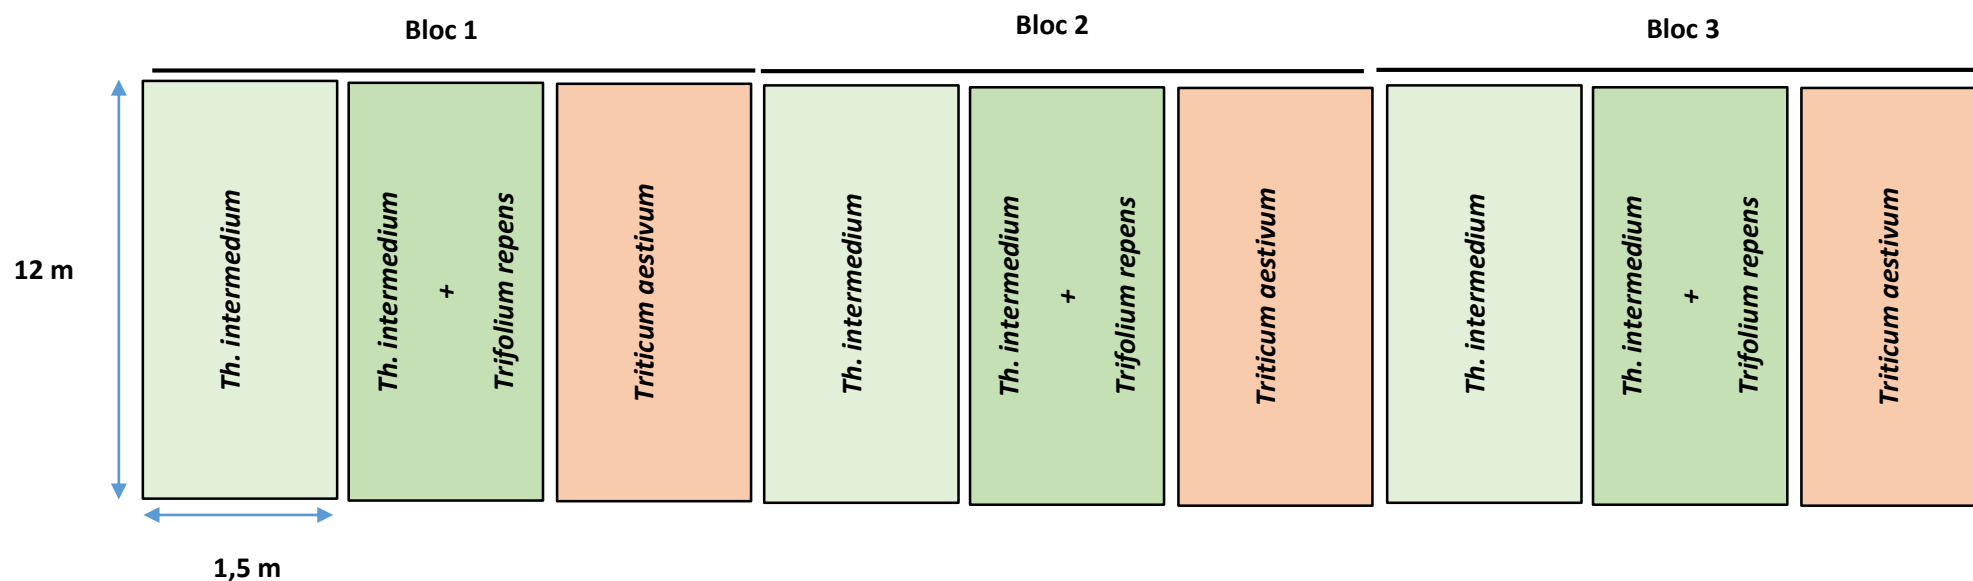 Bloc 1
Bloc 2
Bloc 3
12 m
Th. intermedium
Th. intermedium
+
Trifolium repens
Triticum aestivum
Th. intermedium
Th. intermedium
+
Trifolium repens
Triticum aestivum
Th. intermedium
Th. intermedium
+
Trifolium repens
Triticum aestivum
1,5 m